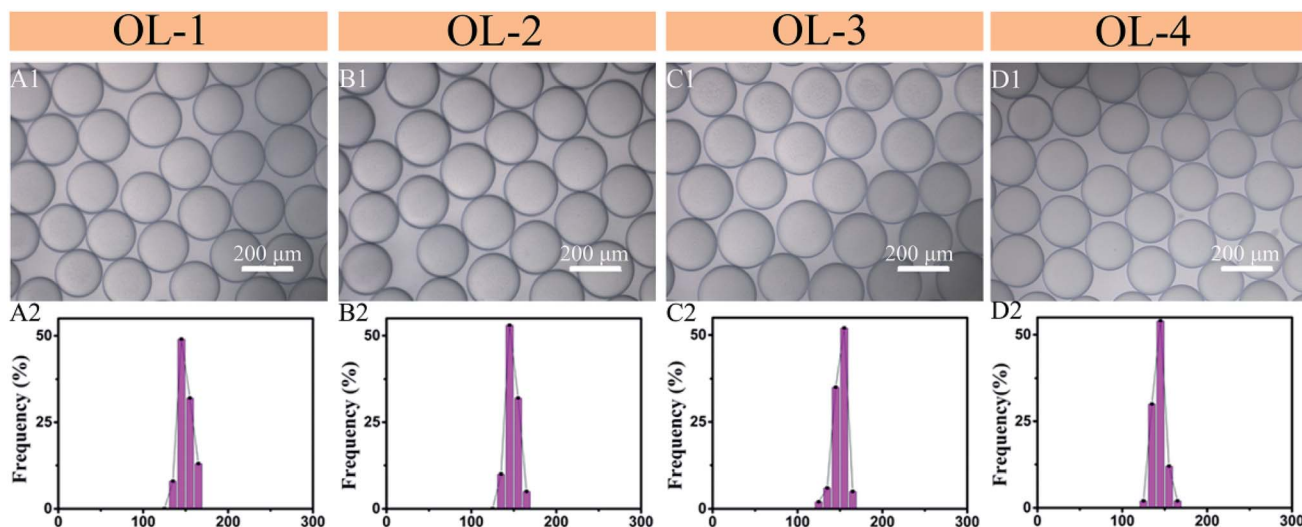 OL-1 OL-2 OL-3 OL-4
A1 B1 C1 D1
200 μm 200 μm 200 μm 200 μm
A2 B2 C2 D2
50 50 50 50
25 25 25 25
0 0 0 0
Frequency (%) Frequency (%) Frequency (%) Frequency(%)
0 100 200 300 0 100 200 300 0 100 200 300 0 100 200 300